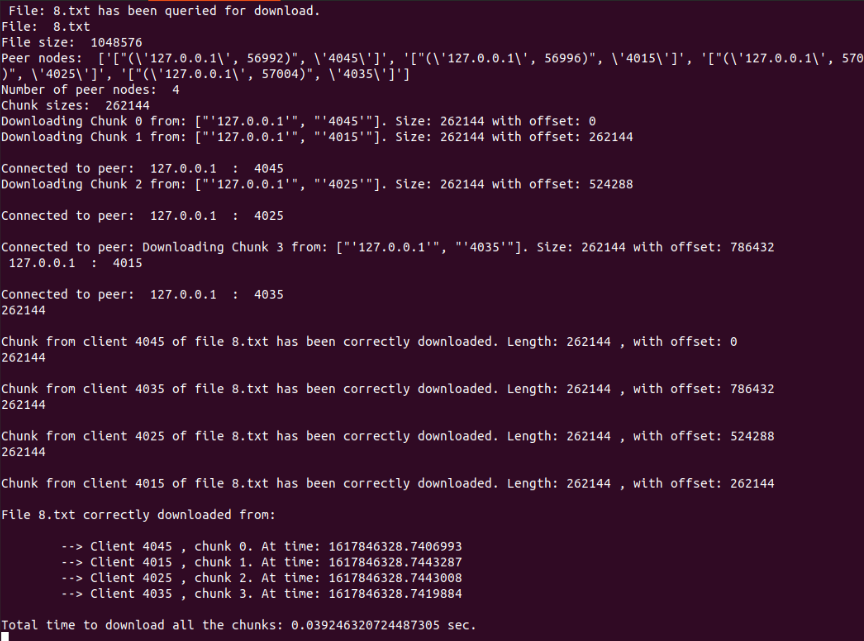 File: 8.txt has been queried for download.
File:  8.txt
File size:  1048576
Peer nodes:  ['["(\'127.0.0.1\', 56992)", \'4045\']', '["(\'127.0.0.1\', 56996)", \'4015\']', '["(\'127.0.0.1\', 570
)", \'4025\']', '["(\'127.0.0.1\', 57004)", \'4035\']']
Number of peer nodes:  4
Chunk sizes:  262144
Downloading Chunk 0 from: ["'127.0.0.1'", "'4045'"]. Size: 262144 with offset: 0
Downloading Chunk 1 from: ["'127.0.0.1'", "'4015'"]. Size: 262144 with offset: 262144
Connected to peer:  127.0.0.1  :  4045
Downloading Chunk 2 from: ["'127.0.0.1'", "'4025'"]. Size: 262144 with offset: 524288
Connected to peer:  127.0.0.1  :  4025
Connected to peer: Downloading Chunk 3 from: ["'127.0.0.1'", "'4035'"]. Size: 262144 with offset: 786432
 127.0.0.1  :  4015
Connected to peer:  127.0.0.1  :  4035
262144
Chunk from client 4045 of file 8.txt has been correctly downloaded. Length: 262144 , with offset: 0
262144
Chunk from client 4035 of file 8.txt has been correctly downloaded. Length: 262144 , with offset: 786432
262144
Chunk from client 4025 of file 8.txt has been correctly downloaded. Length: 262144 , with offset: 524288
262144
Chunk from client 4015 of file 8.txt has been correctly downloaded. Length: 262144 , with offset: 262144
File 8.txt correctly downloaded from:
--> Client 4045 , chunk 0. At time: 1617846328.7406993
--> Client 4015 , chunk 1. At time: 1617846328.7443287
--> Client 4025 , chunk 2. At time: 1617846328.7443008
--> Client 4035 , chunk 3. At time: 1617846328.7419884
Total time to download all the chunks: 0.039246320724487305 sec.